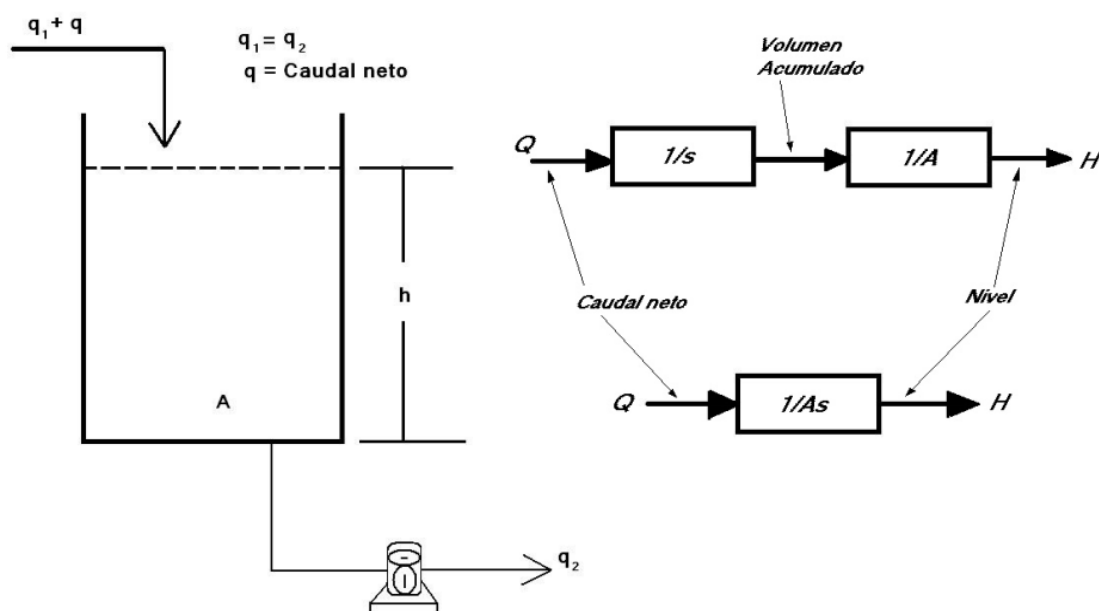 q₁ + q
q₁ = q₂
q = Caudal neto
h
A
q₂
Volumen
Acumulado
Q
1/s
1/A
H
Caudal neto
Nivel
Q
1/As
H